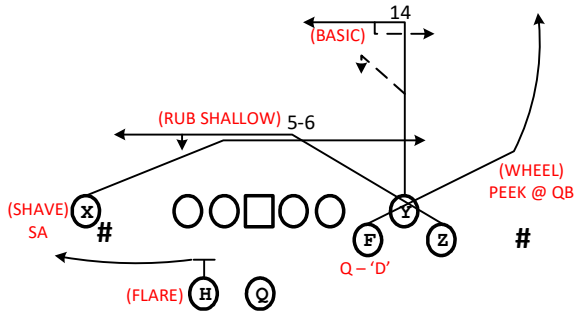 14
(BASIC)
(RUB SHALLOW) 5-6
(WHEEL)
PEEK @ QB
(SHAVE) X Y
SA # F Z #
Q – 'D'
(FLARE) H Q